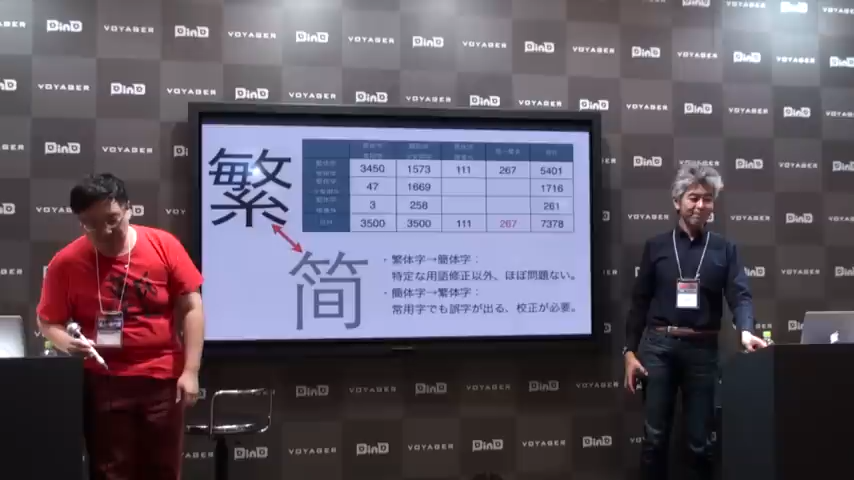 VOYAGER BinB
繁
3450 1573 111 267 5401
47 1669 1716
3 258 261
3500 3500 111 267 7378
简
・繁体字→簡体字：
特定な用語修正以外、ほぼ問題ない。
・簡体字→繁体字：
常用字でも誤字が出る、校正が必要。